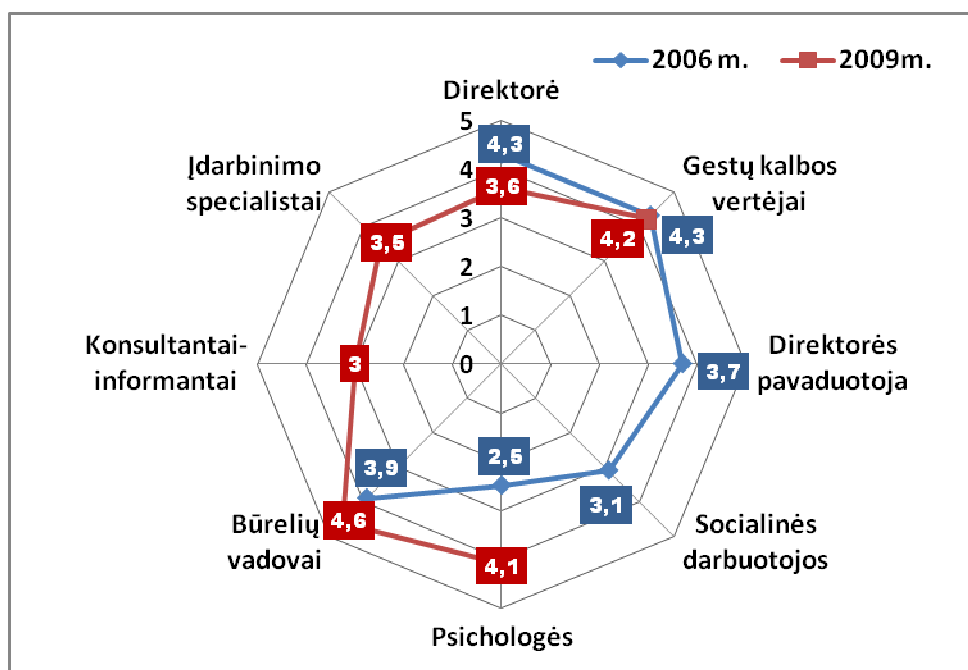 2006 m.
2009m.
Direktorė
5
4,3
4
3,6
3
2
1
0
Gestų kalbos
vertėjai
4,2
4,3
Direktorės
pavaduotoja
3,7
Socialinės
darbuotojos
3,1
Psichologės
2,5
4,1
Būrelių
vadovai
3,9
4,6
Konsultantai-
informantai
3
Įdarbinimo
specialistai
3,5